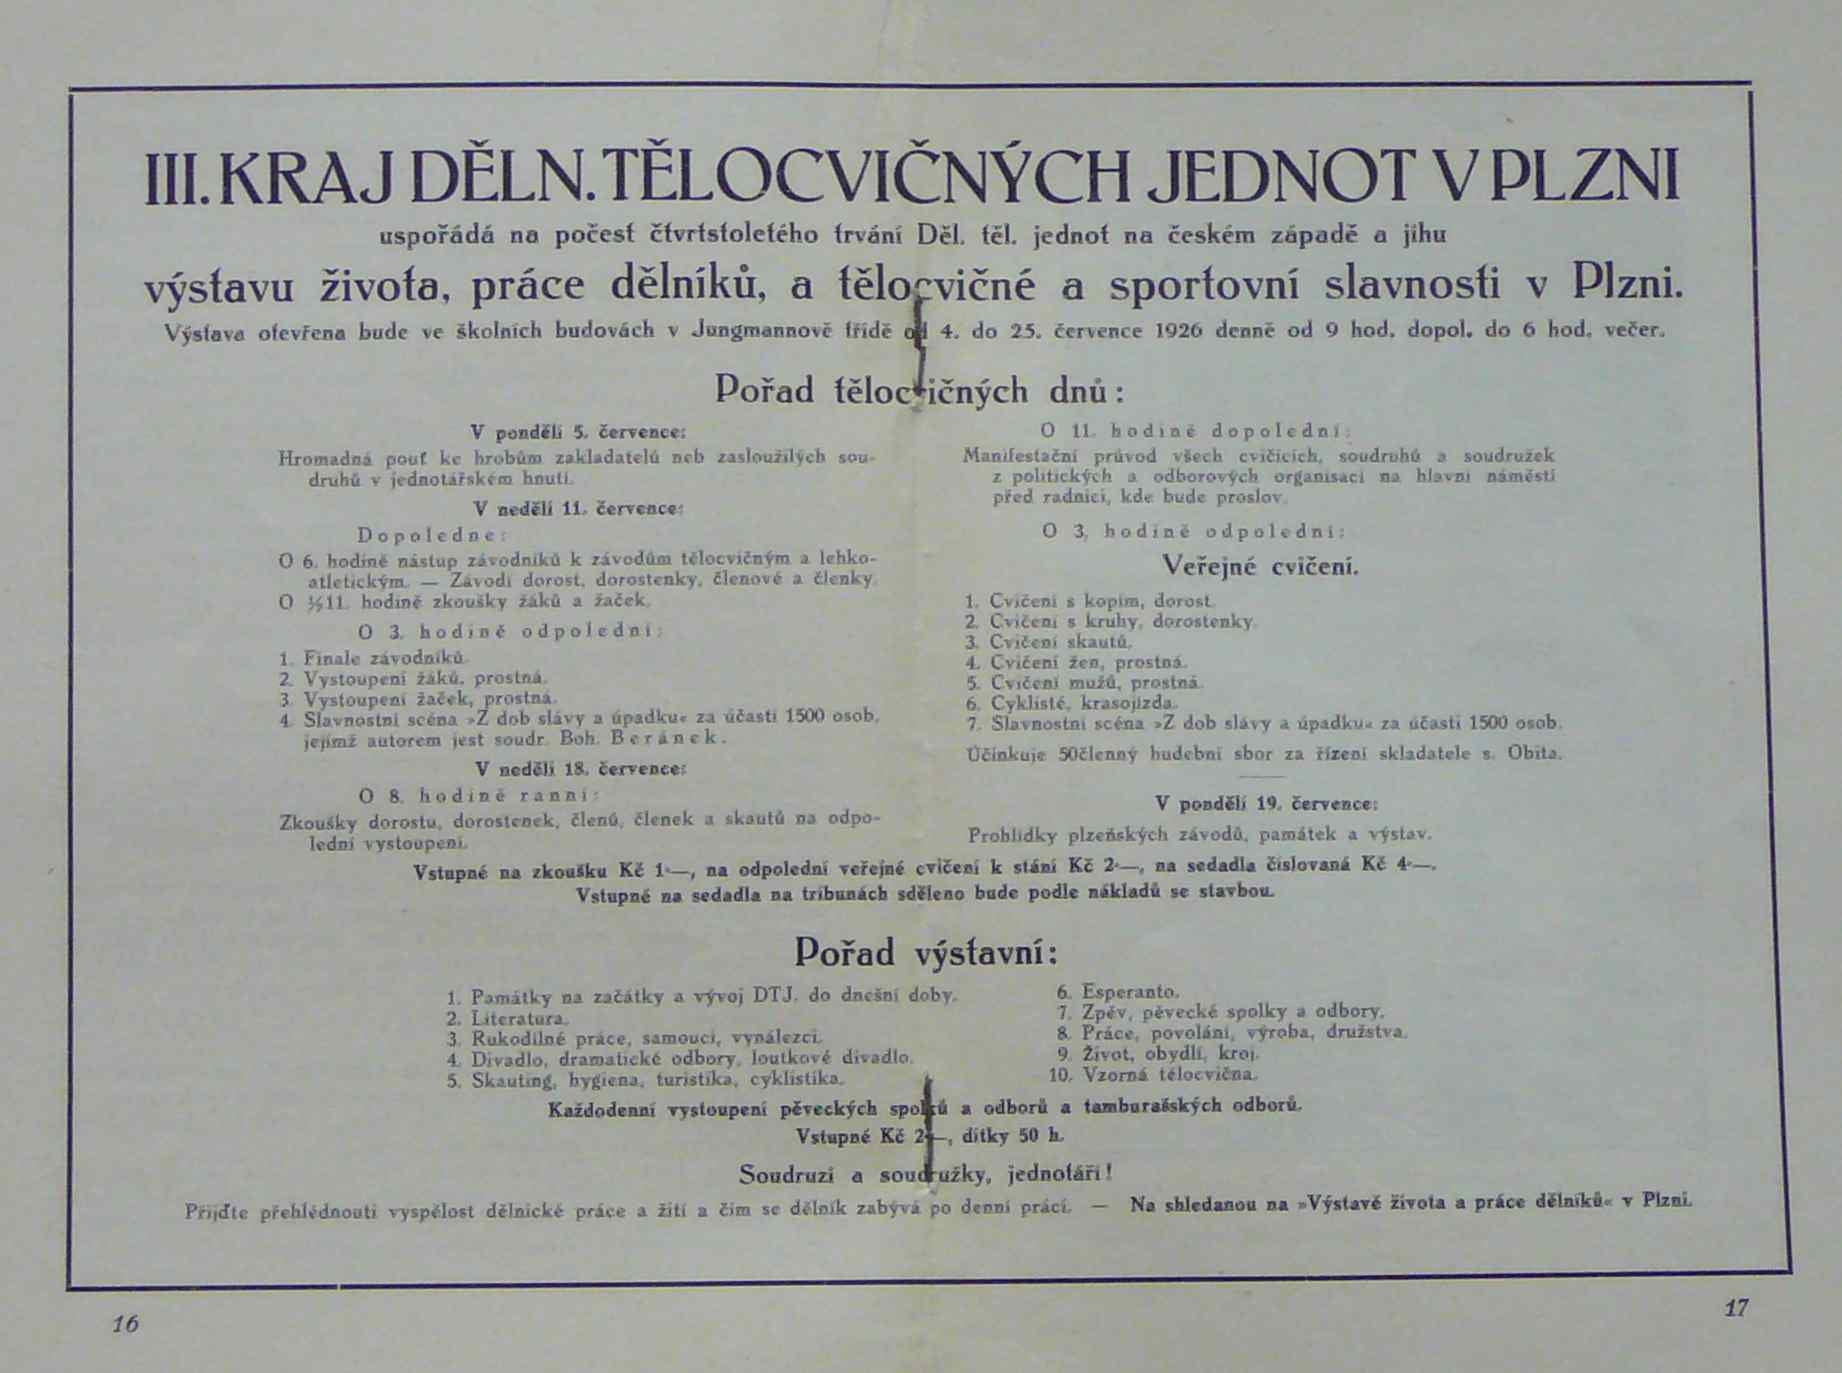 III. KRAJ DĚLN. TĚLOCVIČNÝCH JEDNOT V PLZNI
uspořádá na počest čtvrtstoletého trvání Děl. těl. jednot na českém západě a jihu
výstavu života, práce dělníků, a tělocvičné a sportovní slavnosti v Plzni.
Výstava otevřena bude ve školních budovách v Jungmannově třídě od 4. do 25. července 1926 denně od 9 hod. dopol. do 6 hod. večer.
Pořad tělocvičných dnů:
V pondělí 5. července:
Hromadná pouť ke hrobům zakladatelů neb zasloužilých sou-
druhů v jednotářském hnutí.
V neděli 11. července:
Dopoledne:
O 6. hodině nástup závodníků k závodům tělocvičným a lehko-
atletickým. — Závodí dorost, dorostenky, členové a členky.
O ½11. hodině zkoušky žáků a žaček.
O 3. hodině odpolední:
1. Finale závodníků.
2. Vystoupení žáků, prostná.
3. Vystoupení žaček, prostná.
4. Slavnostní scéna »Z dob slávy a úpadku« za účasti 1500 osob,
jejímž autorem jest soudr. Boh. Beránek.
V neděli 18. července:
O 8. hodině ranní:
Zkoušky dorostu, dorostenek, členů, členek a skautů na odpo-
lední vystoupení.
O 11. hodině dopolední:
Manifestační průvod všech cvičících, soudruhů a soudružek
z politických a odborových organisací na hlavní náměstí
před radnici, kde bude proslov.
O 3. hodině odpolední:
Veřejné cvičení.
1. Cvičení s kopím, dorost.
2. Cvičení s kruhy, dorostenky.
3. Cvičení skautů.
4. Cvičení žen, prostná.
5. Cvičení mužů, prostná.
6. Cyklisté, krasojízda.
7. Slavnostní scéna »Z dob slávy a úpadku« za účasti 1500 osob.
Účinkuje 50členný hudební sbor za řízení skladatele s. Obita.
V pondělí 19. července:
Prohlídky plzeňských závodů, památek a výstav.
Vstupné na zkoušku Kč 1·—, na odpolední veřejné cvičení k stání Kč 2·—, na sedadla číslovaná Kč 4·—.
Vstupné na sedadla na tribunách sděleno bude podle nákladů se stavbou.
Pořad výstavní:
1. Památky na začátky a vývoj DTJ. do dnešní doby.
2. Literatura.
3. Rukodílné práce, samouci, vynálezci.
4. Divadlo, dramatické odbory, loutkové divadlo.
5. Skauting, hygiena, turistika, cyklistika.
6. Esperanto.
7. Zpěv, pěvecké spolky a odbory.
8. Práce, povolání, výroba, družstva.
9. Život, obydlí, kroj.
10. Vzorná tělocvična.
Každodenní vystoupení pěveckých spolků a odborů a tamburašských odborů.
Vstupné Kč 2·—, dítky 50 h.
Soudruzi a soudružky, jednotáři!
Přijďte přehlédnouti vyspělost dělnické práce a žití a čím se dělník zabývá po denní práci. — Na shledanou na »Výstavě života a práce dělníků« v Plzni.
16
17